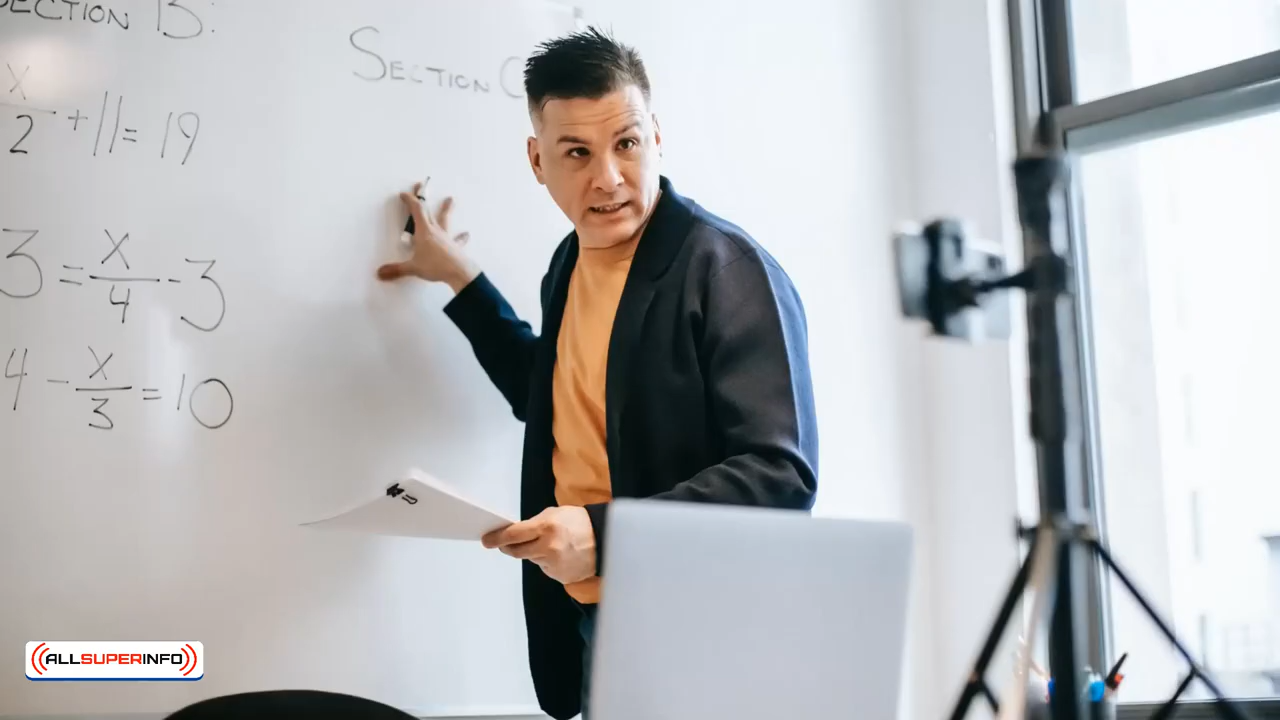 SECTION B:
SECTION C
x/2 + 11 = 19
3 = x/4 - 3
4 - x/3 = 10
ALLSUPERINFO